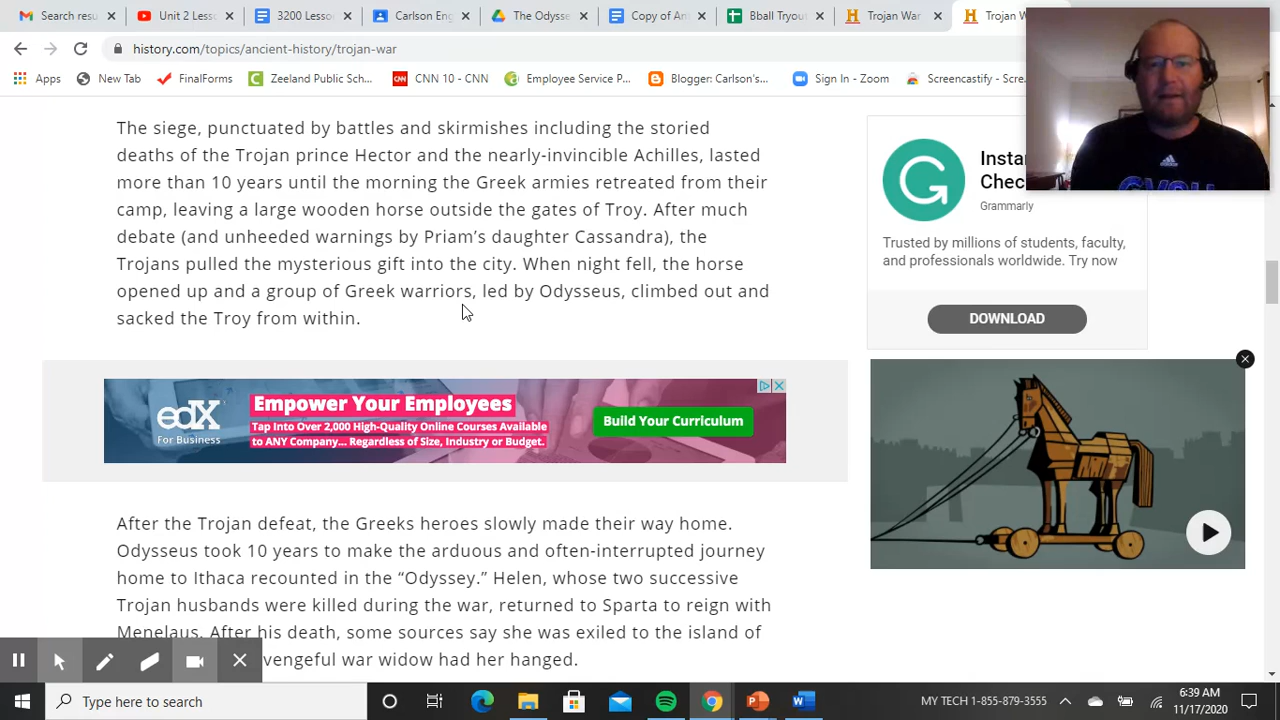 Search resu
Unit 2 Less
3200 Less
Carlson En
The Odysse
Copy of An
Bball Tryou
Trojan War
Trojan W
history.com/topics/ancient-history/trojan-war
Apps
New Tab
FinalForms
Zeeland Public Sch...
CNN 10 - CNN
Employee Service P...
Blogger: Carlson's...
Sign In - Zoom
Screencastify - Scre...
The siege, punctuated by battles and skirmishes including the storied
deaths of the Trojan prince Hector and the nearly-invincible Achilles, lasted
more than 10 years until the morning the Greek armies retreated from their
camp, leaving a large wooden horse outside the gates of Troy. After much
debate (and unheeded warnings by Priam's daughter Cassandra), the
Trojans pulled the mysterious gift into the city. When night fell, the horse
opened up and a group of Greek warriors, led by Odysseus, climbed out and
sacked the Troy from within.
edX
For Business
Empower Your Employees
Tap Into Over 2,000 High-Quality Online Courses Available
to ANY Company... Regardless of Size, Industry or Budget.
Build Your Curriculum
After the Trojan defeat, the Greeks heroes slowly made their way home.
Odysseus took 10 years to make the arduous and often-interrupted journey
home to Ithaca recounted in the “Odyssey.” Helen, whose two successive
Trojan husbands were killed during the war, returned to Sparta to reign with
Menelaus. After his death, some sources say she was exiled to the island of
vengeful war widow had her hanged.
Insta
Chec
Grammarly
Trusted by millions of students, faculty,
and professionals worldwide. Try now
DOWNLOAD
Type here to search
MY TECH 1-855-879-3555
6:39 AM
11/17/2020